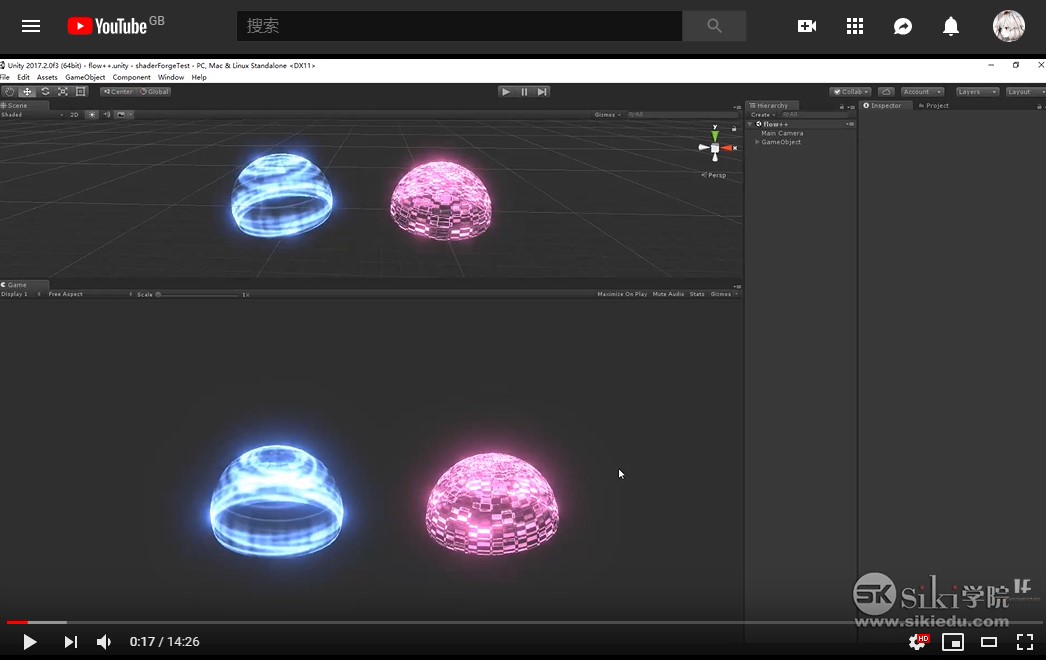 YouTube GB
搜索
Unity 2017.2.0f3 (64bit) - flow++.unity - shaderForgeTest - PC, Mac & Linux Standalone <DX11>
File Edit Assets GameObject Component Window Help
Center Global Collab Account Layers Layout
Scene
Shaded 2D Gizmos All
Hierarchy
Create All
flow++
Main Camera
GameObject
Inspector Project
Y
x
Persp
Game
Display 1 Free Aspect Scale 1x Maximize On Play Mute Audio Stats Gizmos
SK Siki学院
www.sikiedu.com
0:17 / 14:26
HD